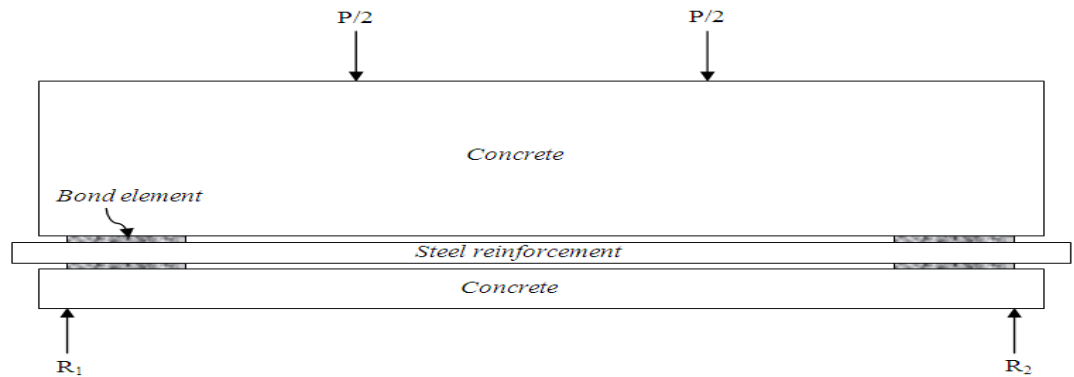 P/2
P/2
Concrete
Bond element
Steel reinforcement
Concrete
R₁
R₂